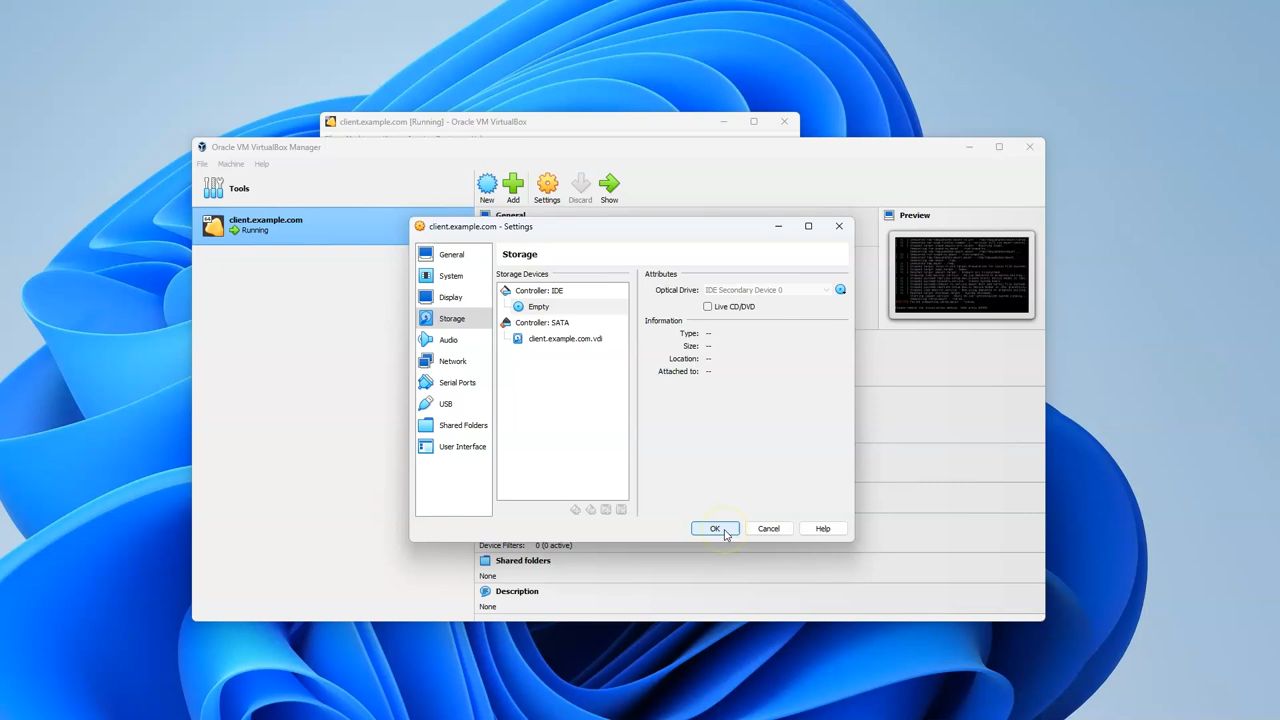 client.example.com [Running] - Oracle VM VirtualBox
Oracle VM VirtualBox Manager
File Machine Help
Tools
New Add Settings Discard Show
client.example.com
Running
General
Preview
client.example.com - Settings
General
System
Display
Storage
Audio
Network
Serial Ports
USB
Shared Folders
User Interface
Storage
Storage Devices
Controller: IDE
Empty
Controller: SATA
client.example.com.vdi
Attributes
Optical Drive: IDE Secondary Device 0
Live CD/DVD
Information
Type: --
Size: --
Location: --
Attached to: --
OK Cancel Help
Device Filters: 0 (0 active)
Shared folders
None
Description
None